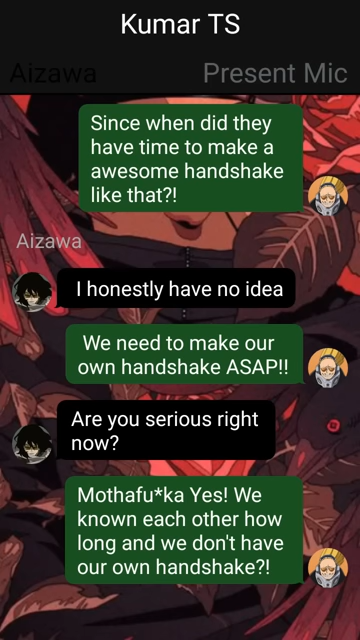 Kumar TS
Aizawa
Present Mic
Since when did they
have time to make a
awesome handshake
like that?!
Aizawa
I honestly have no idea
We need to make our
own handshake ASAP!!
Are you serious right
now?
Mothafu*ka Yes! We
known each other how
long and we don't have
our own handshake?!